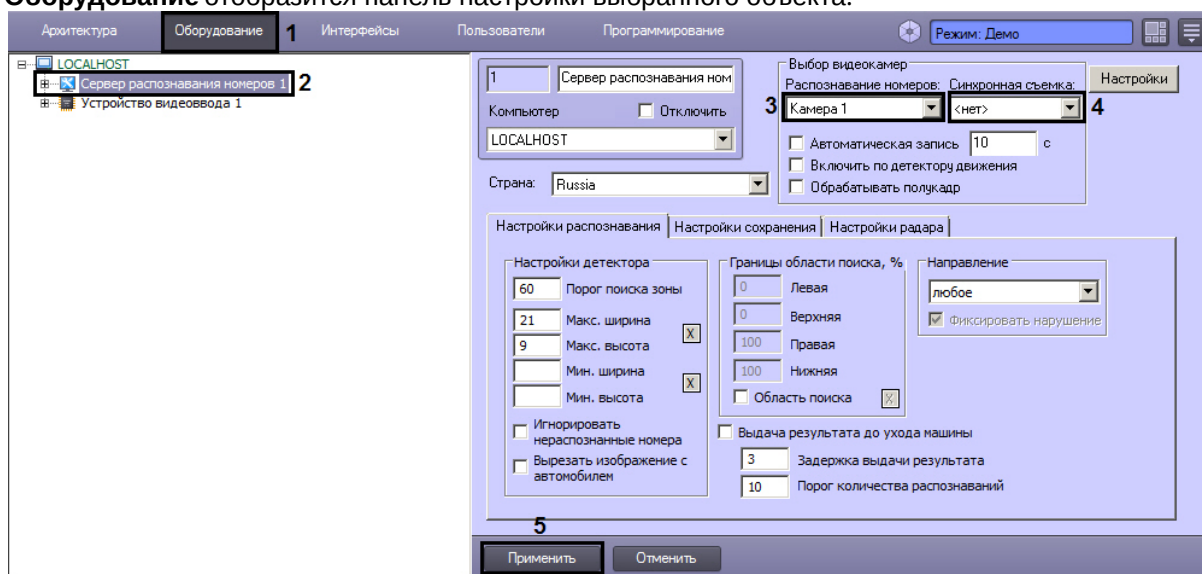 Оборудование отобразится панель настройки выбранного объекта.
Архитектура Оборудование 1 Интерфейсы Пользователи Программирование Режим: Демо
LOCALHOST
Сервер распознавания номеров 1 2
Устройство видеоввода 1
1 Сервер распознавания ном
Компьютер Отключить
LOCALHOST
Страна: Russia
Выбор видеокамер
Распознавание номеров: Синхронная съемка:
3 Камера 1 <нет> 4
Автоматическая запись 10 с
Включить по детектору движения
Обрабатывать полукадр
Настройки
Настройки распознавания Настройки сохранения Настройки радара
Настройки детектора
60 Порог поиска зоны
21 Макс. ширина
9 Макс. высота
X
Мин. ширина
Мин. высота
X
Игнорировать
нераспознанные номера
Вырезать изображение с
автомобилем
Границы области поиска, %
0 Левая
0 Верхняя
100 Правая
100 Нижняя
Область поиска X
Направление
любое
Фиксировать нарушение
Выдача результата до ухода машины
3 Задержка выдачи результата
10 Порог количества распознаваний
5
Применить Отменить